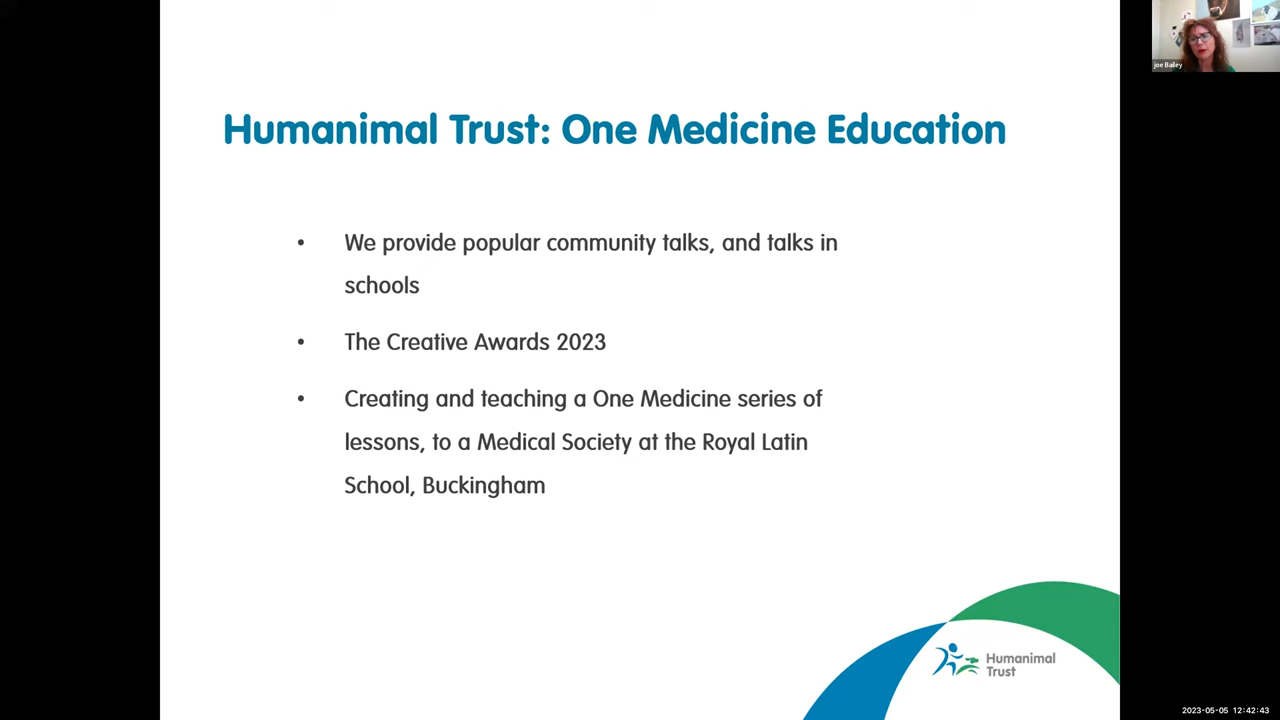 joe Bailey
Humanimal Trust: One Medicine Education
• We provide popular community talks, and talks in
schools
• The Creative Awards 2023
• Creating and teaching a One Medicine series of
lessons, to a Medical Society at the Royal Latin
School, Buckingham
Humanimal
Trust
2023-05-05 12:42:43